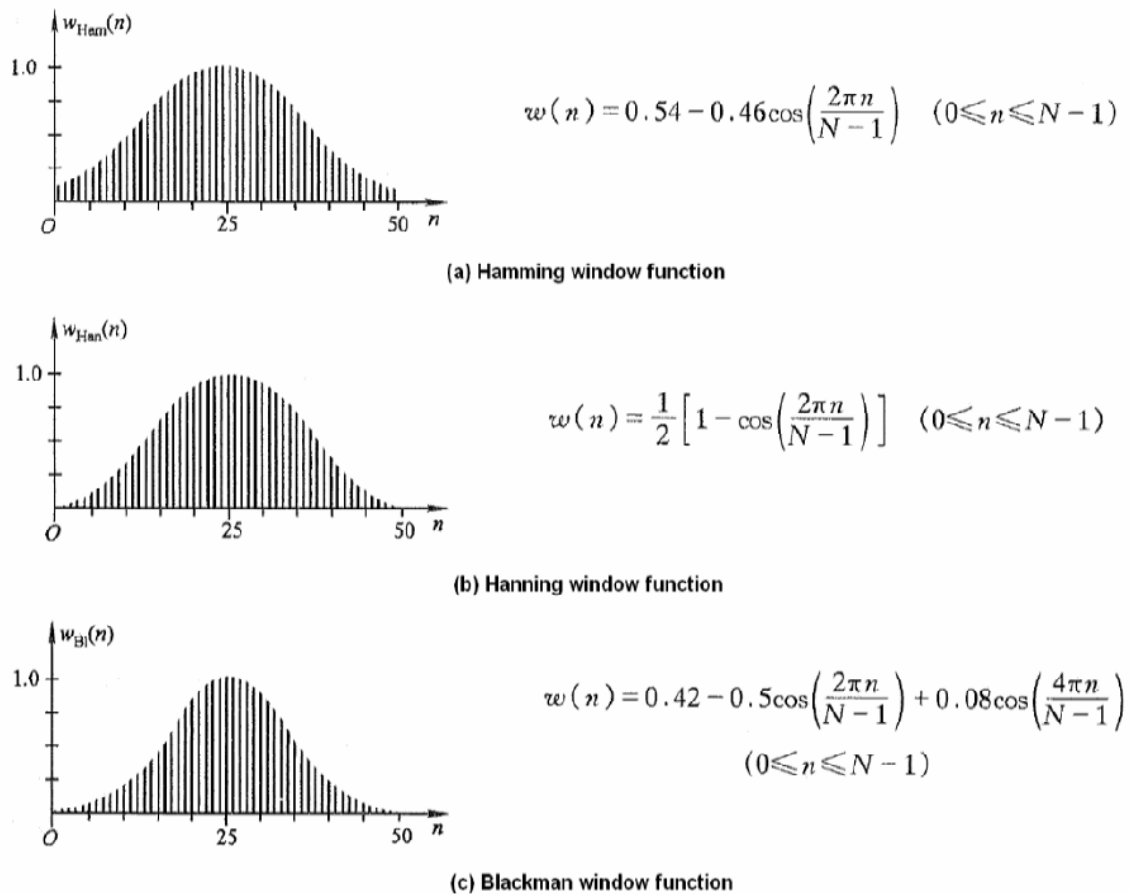 w_Ham(n)
1.0
w(n)=0.54−0.46cos(2πn/(N−1)) (0⩽n⩽N−1)
O 25 50 n
(a) Hamming window function
w_Han(n)
1.0
w(n)=1/2[1−cos(2πn/(N−1))] (0⩽n⩽N−1)
O 25 50 n
(b) Hanning window function
w_Bl(n)
1.0
w(n)=0.42−0.5cos(2πn/(N−1))+0.08cos(4πn/(N−1))
(0⩽n⩽N−1)
O 25 50 n
(c) Blackman window function